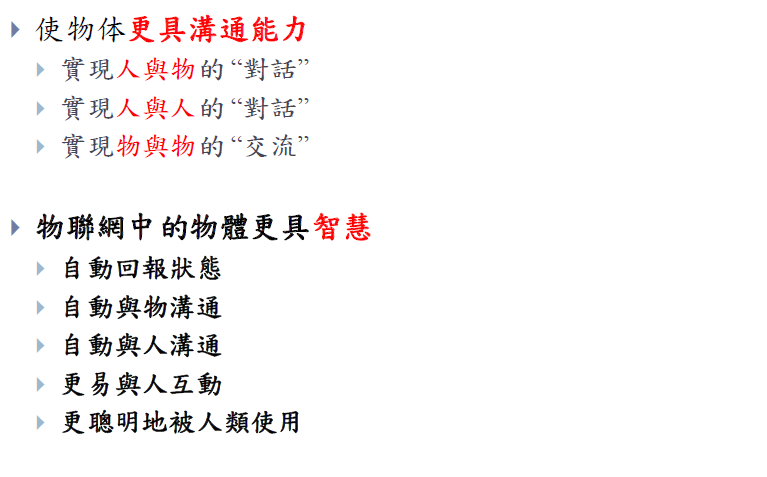 使物体更具溝通能力
實現人與物的“對話”
實現人與人的“對話”
實現物與物的“交流”
物聯網中的物體更具智慧
自動回報狀態
自動與物溝通
自動與人溝通
更易與人互動
更聰明地被人類使用